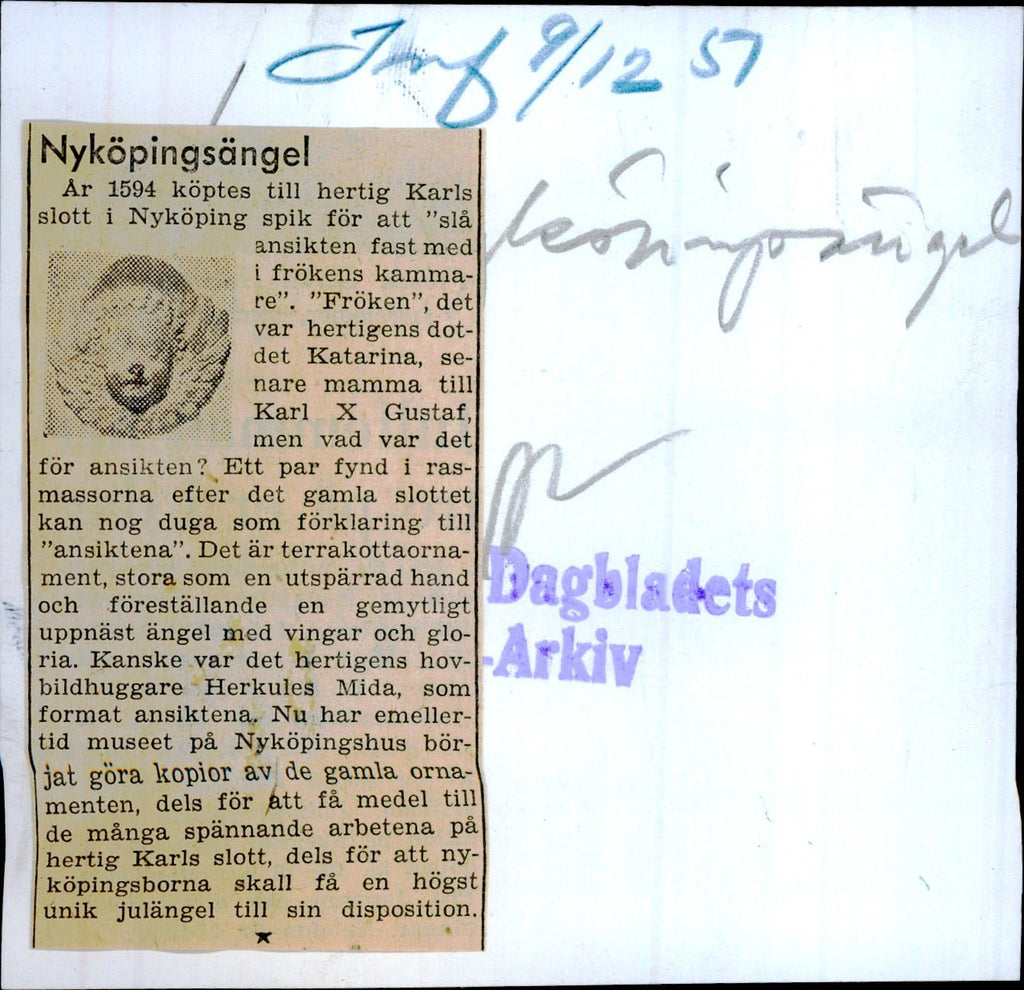 9/12 51
Nyköpingsängel
År 1594 köptes till hertig Karls
slott i Nyköping spik för att ”slå
ansikten fast med
i frökens kamma-
re”. ”Fröken”, det
var hertigens dot-
det Katarina, se-
nare mamma till
Karl X Gustaf,
men vad var det
för ansikten? Ett par fynd i ras-
massorna efter det gamla slottet
kan nog duga som förklaring till
”ansiktena”. Det är terrakottaorna-
ment, stora som en utspärrad hand
och föreställande en gemytligt
uppnäst ängel med vingar och glo-
ria. Kanske var det hertigens hov-
bildhuggare Herkules Mida, som
format ansiktena. Nu har emeller-
tid museet på Nyköpingshus bör-
jat göra kopior av de gamla orna-
menten, dels för att få medel till
de många spännande arbetena på
hertig Karls slott, dels för att ny-
köpingsborna skall få en högst
unik julängel till sin disposition.
köpingsängel
Dagbladets
-Arkiv